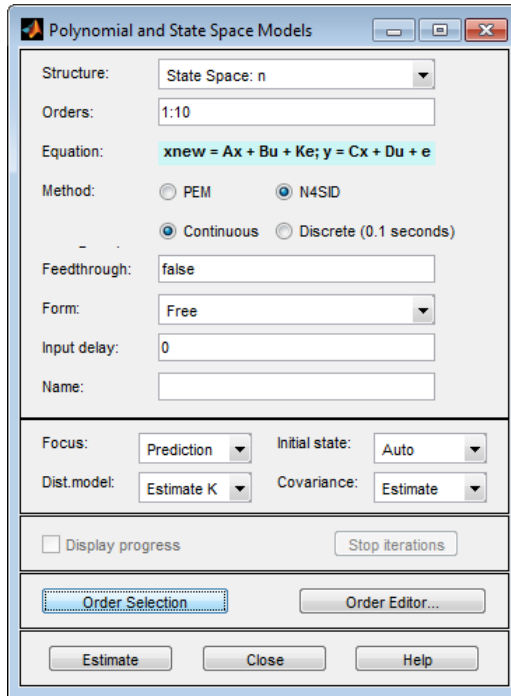 Polynomial and State Space Models
Structure: State Space: n
Orders: 1:10
Equation: xnew = Ax + Bu + Ke; y = Cx + Du + e
Method: PEM N4SID
Continuous Discrete (0.1 seconds)
Feedthrough: false
Form: Free
Input delay: 0
Name:
Focus: Prediction Initial state: Auto
Dist.model: Estimate K Covariance: Estimate
Display progress Stop iterations
Order Selection Order Editor...
Estimate Close Help